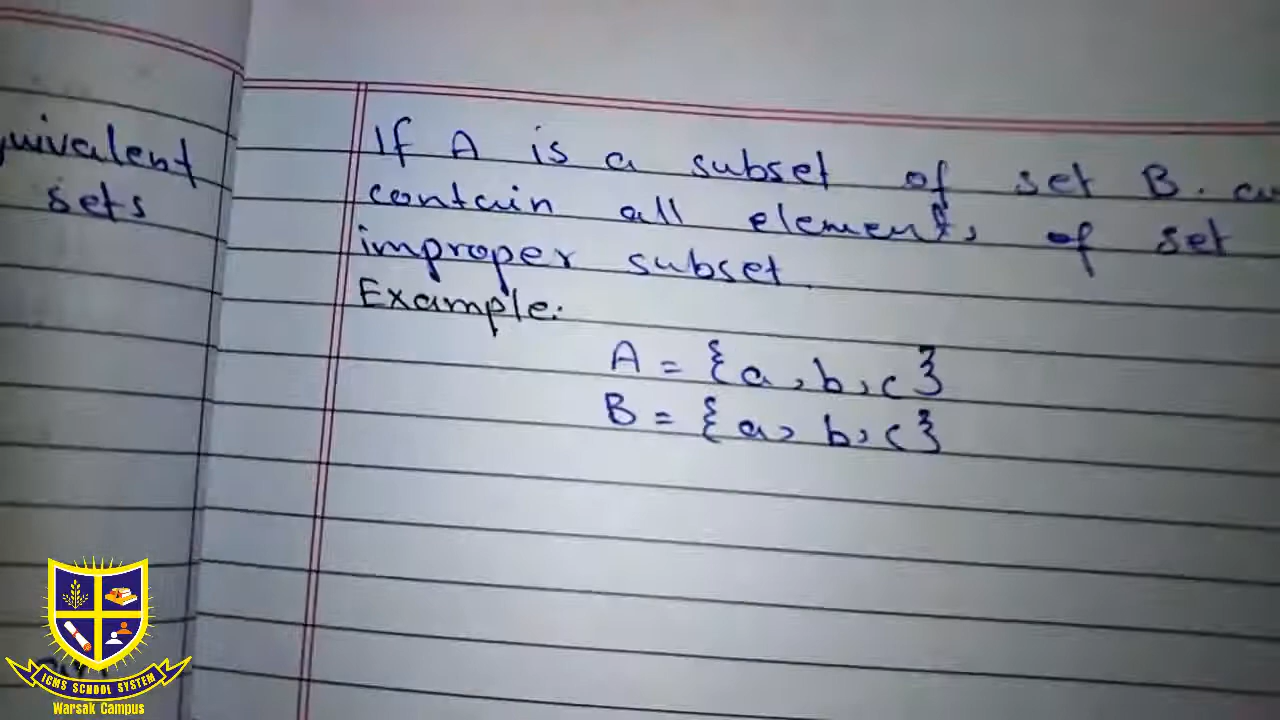 sets
If A is a subset of set B.
contain all elements of set
improper subset
Example:
A = {a, b, c}
B = {a, b, c}
ICMS SCHOOL SYSTEM
Warsak Campus